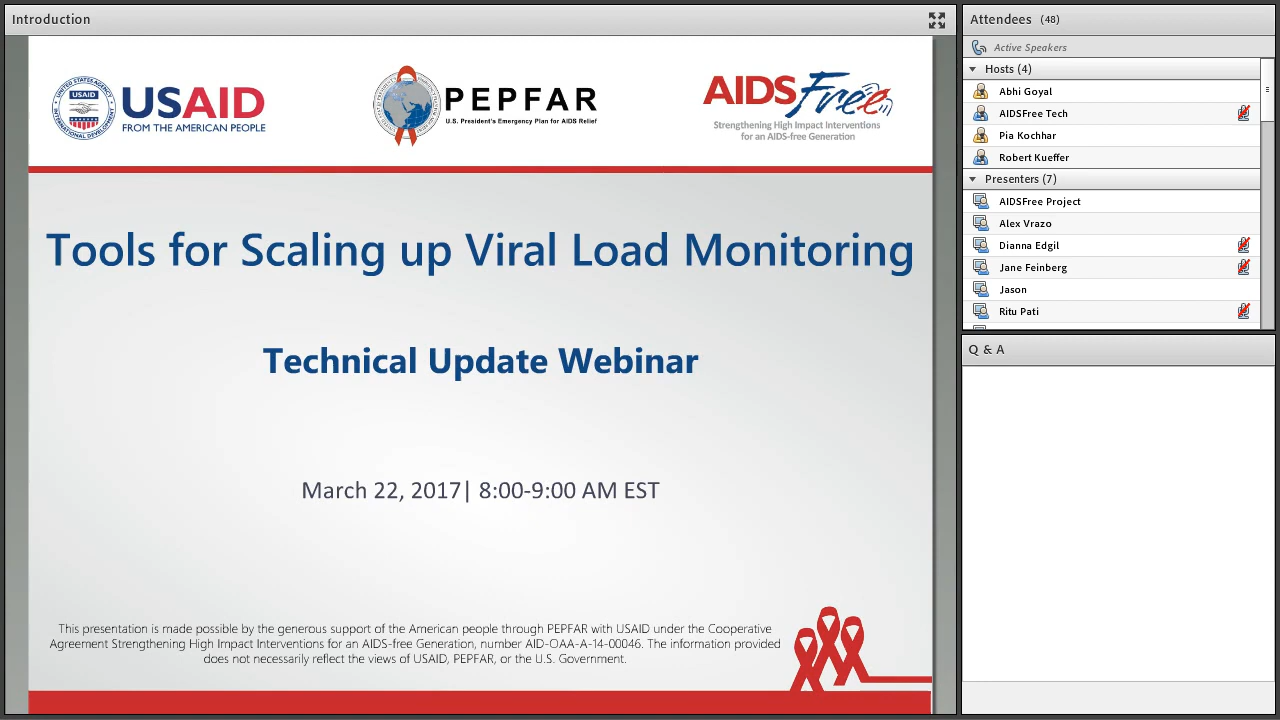 Introduction
USAID
USAID
FROM THE AMERICAN PEOPLE
PEPFAR
U.S. President's Emergency Plan for AIDS Relief
AIDSFree
Strengthening High Impact Interventions
for an AIDS-free Generation
Tools for Scaling up Viral Load Monitoring
Technical Update Webinar
March 22, 2017| 8:00-9:00 AM EST
This presentation is made possible by the generous support of the American people through PEPFAR with USAID under the Cooperative
Agreement Strengthening High Impact Interventions for an AIDS-free Generation, number AID-OAA-A-14-00046. The information provided
does not necessarily reflect the views of USAID, PEPFAR, or the U.S. Government.
Attendees (48)
Active Speakers
Hosts (4)
Abhi Goyal
AIDSFree Tech
Pia Kochhar
Robert Kueffer
Presenters (7)
AIDSFree Project
Alex Vrazo
Dianna Edgil
Jane Feinberg
Jason
Ritu Pati
Q & A